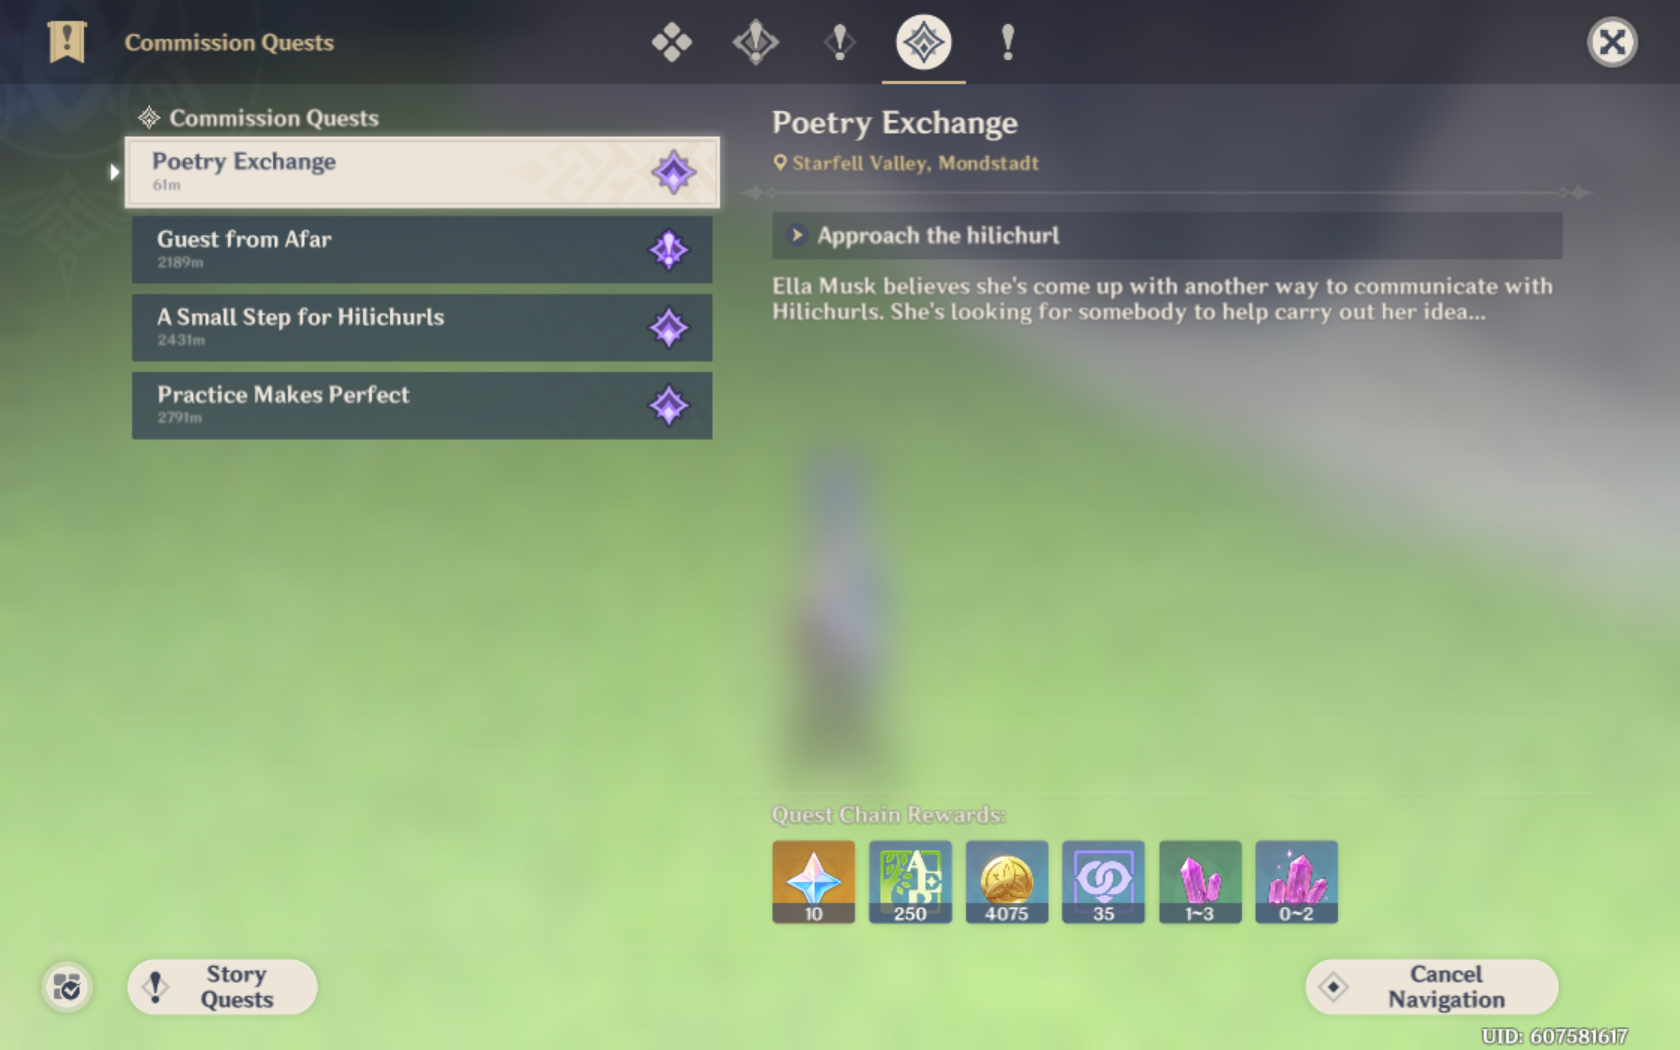 Commission Quests
Commission Quests
Poetry Exchange
61m
Guest from Afar
2189m
A Small Step for Hilichurls
2431m
Practice Makes Perfect
2791m
Poetry Exchange
Starfell Valley, Mondstadt
Approach the hilichurl
Ella Musk believes she's come up with another way to communicate with
Hilichurls. She's looking for somebody to help carry out her idea...
Quest Chain Rewards:
10
250
4075
35
1~3
0~2
Story
Quests
Cancel
Navigation
UID: 607581617